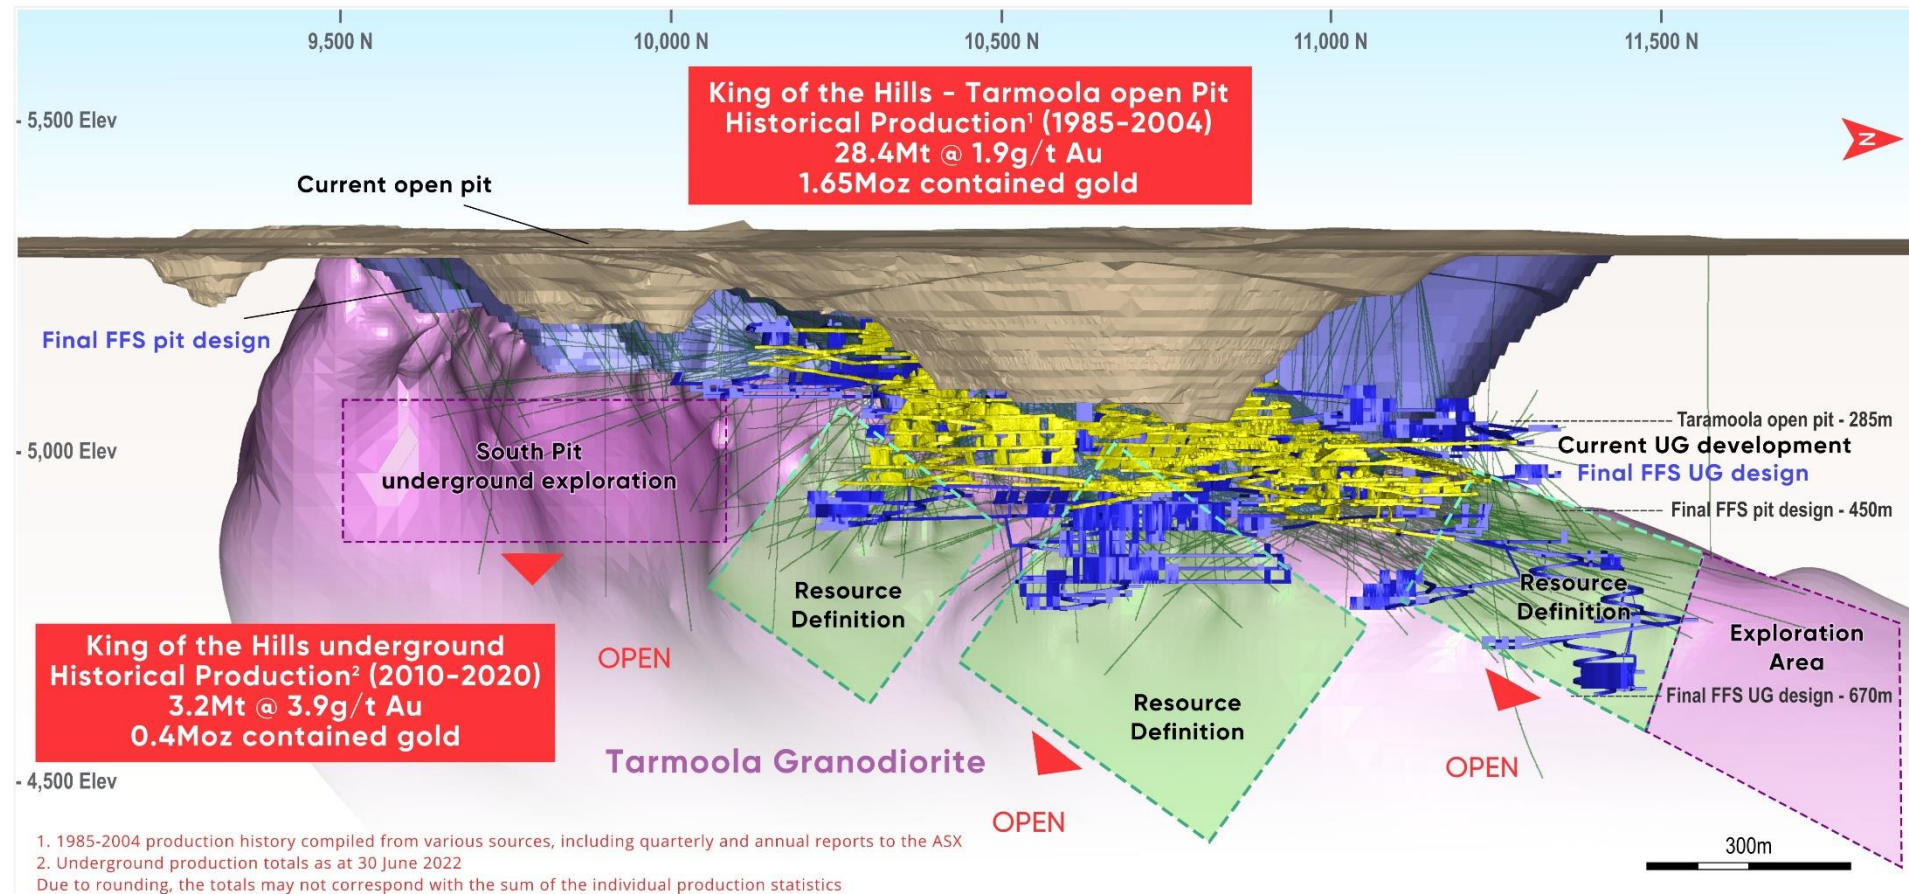 9,500 N
10,000 N
10,500 N
11,000 N
11,500 N
King of the Hills - Tarmoola open Pit
Historical Production¹ (1985-2004)
28.4Mt @ 1.9g/t Au
1.65Moz contained gold
- 5,500 Elev
N
Current open pit
Final FFS pit design
Taramoola open pit - 285m
Current UG development
Final FFS UG design
- 5,000 Elev
South Pit
underground exploration
Final FFS pit design - 450m
Resource
Definition
Resource
Definition
Exploration
Area
King of the Hills underground
Historical Production² (2010-2020)
3.2Mt @ 3.9g/t Au
0.4Moz contained gold
OPEN
Final FFS UG design - 670m
Resource
Definition
Tarmoola Granodiorite
OPEN
- 4,500 Elev
OPEN
1. 1985-2004 production history compiled from various sources, including quarterly and annual reports to the ASX
2. Underground production totals as at 30 June 2022
Due to rounding, the totals may not correspond with the sum of the individual production statistics
300m